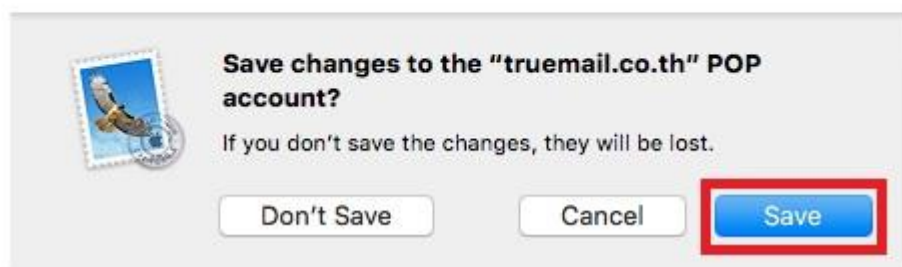 Save changes to the “truemail.co.th” POP
account?
If you don’t save the changes, they will be lost.
Don’t Save
Cancel
Save